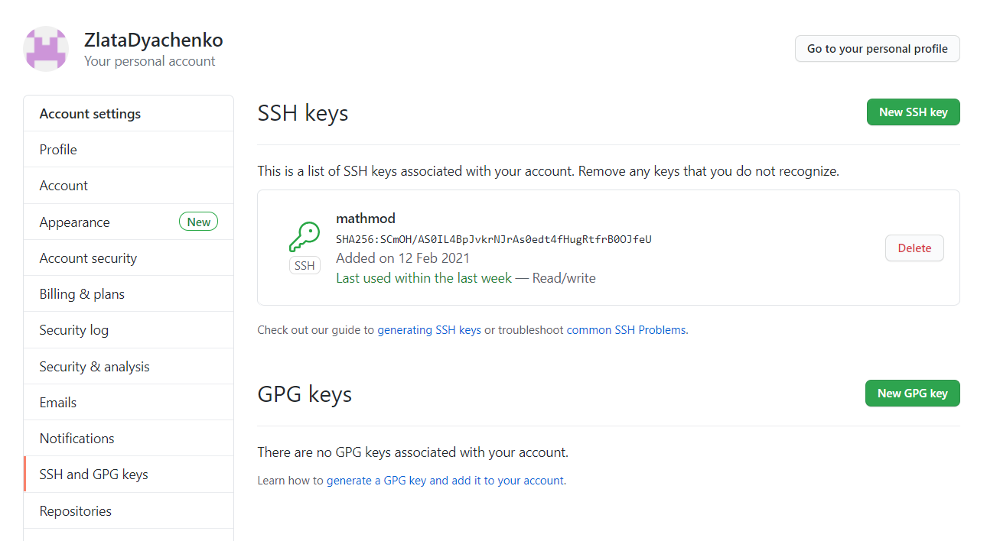 ZlataDyachenko
Your personal account
Go to your personal profile
Account settings
Profile
Account
Appearance New
Account security
Billing & plans
Security log
Security & analysis
Emails
Notifications
SSH and GPG keys
Repositories
SSH keys
New SSH key
This is a list of SSH keys associated with your account. Remove any keys that you do not recognize.
mathmod
SHA256:SCmOH/AS0IL4BpJvkrNJrAs0edt4fHugRtfrB0OJfeU
SSH
Added on 12 Feb 2021
Last used within the last week — Read/write
Delete
Check out our guide to generating SSH keys or troubleshoot common SSH Problems.
GPG keys
New GPG key
There are no GPG keys associated with your account.
Learn how to generate a GPG key and add it to your account.